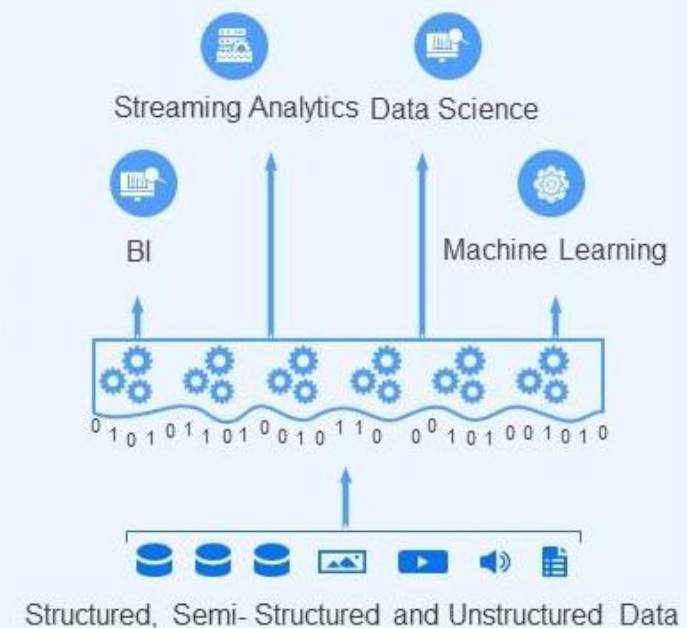 Streaming Analytics Data Science
BI
Machine Learning
0 1 0 1 0 1 1 0 1 0 0 1 0 1 1 0 0 0 1 0 1 0 0 1 0 1 0
Structured, Semi- Structured and Unstructured Data